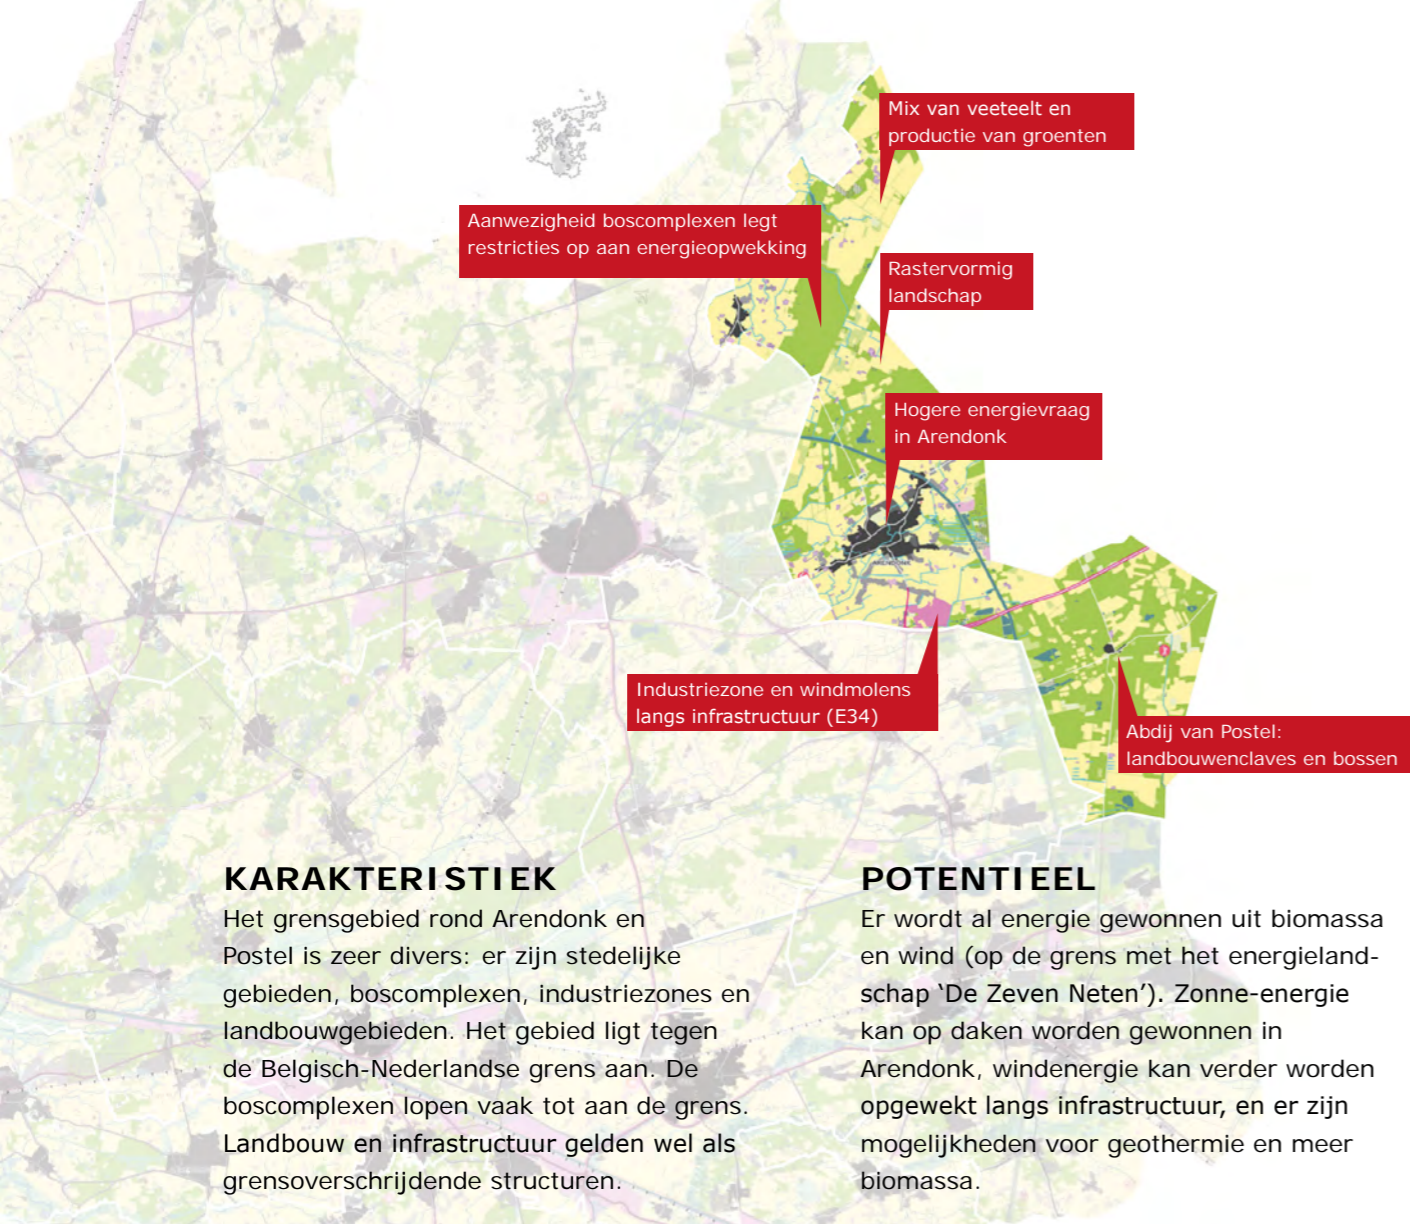 Mix van veeteelt en
productie van groenten
Aanwezigheid boscomplexen legt
restricties op aan energieopwekking
Rastervormig
landschap
Hogere energievraag
in Arendonk
ARENDONK
Industriezone en windmolens
langs infrastructuur (E34)
Abdij van Postel:
landbouwenclaves en bossen
KARAKTERISTIEK
Het grensgebied rond Arendonk en
Postel is zeer divers: er zijn stedelijke
gebieden, boscomplexen, industriezones en
landbouwgebieden. Het gebied ligt tegen
de Belgisch-Nederlandse grens aan. De
boscomplexen lopen vaak tot aan de grens.
Landbouw en infrastructuur gelden wel als
grensoverschrijdende structuren.
POTENTIEEL
Er wordt al energie gewonnen uit biomassa
en wind (op de grens met het energieland-
schap ‘De Zeven Neten’). Zonne-energie
kan op daken worden gewonnen in
Arendonk, windenergie kan verder worden
opgewekt langs infrastructuur, en er zijn
mogelijkheden voor geothermie en meer
biomassa.